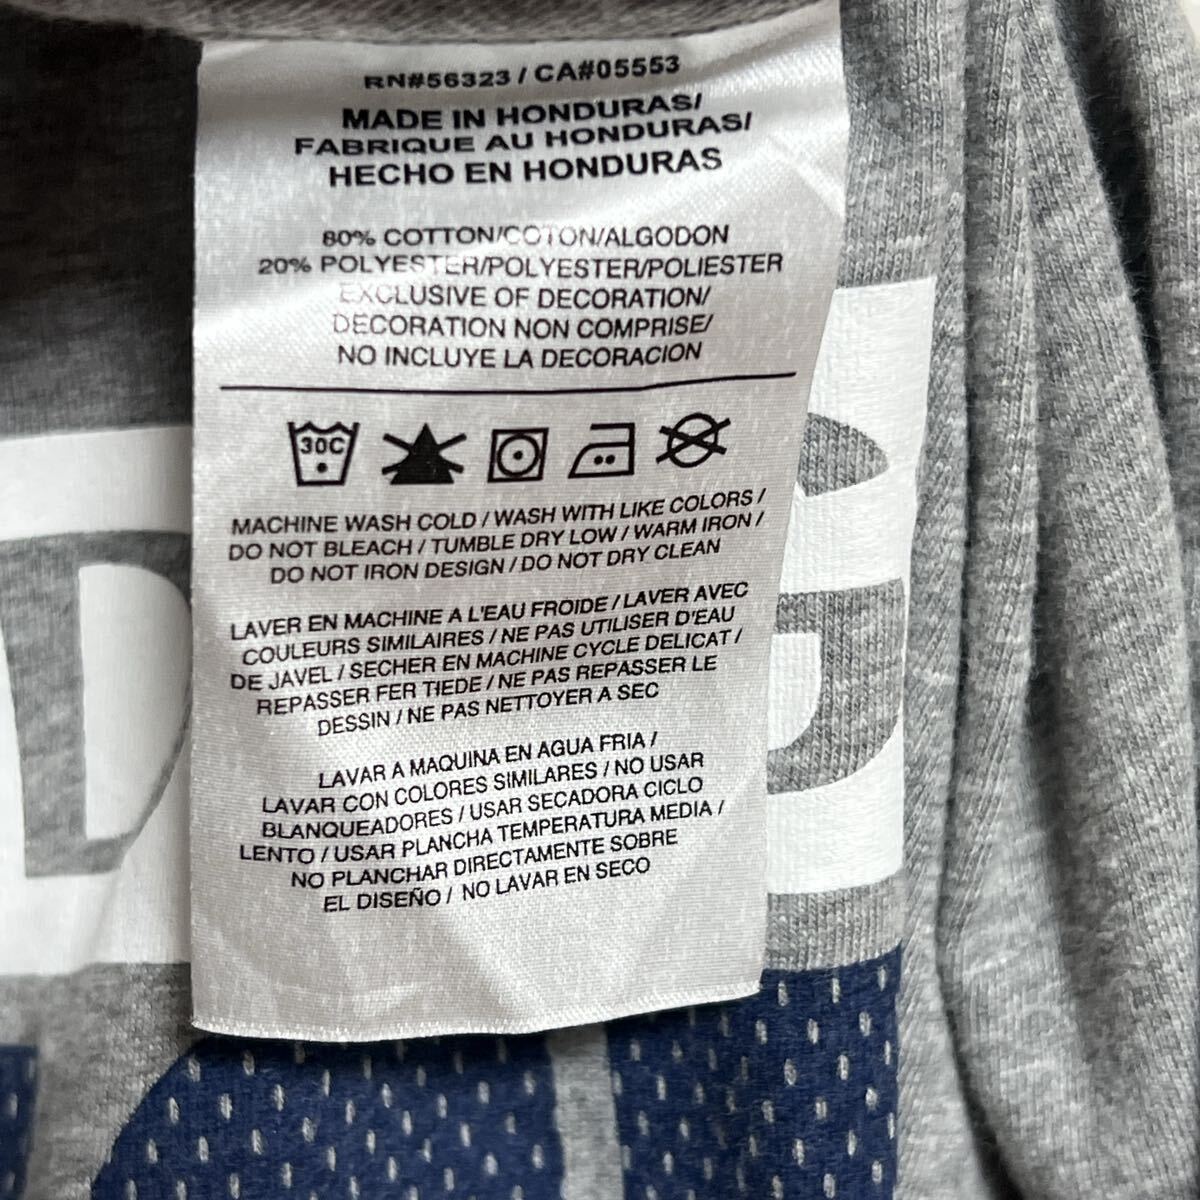 RN#56323 / CA#05553
MADE IN HONDURAS/
FABRIQUE AU HONDURAS/
HECHO EN HONDURAS
80% COTTON/COTON/ALGODON
20% POLYESTER/POLYESTER/POLIESTER
EXCLUSIVE OF DECORATION/
DECORATION NON COMPRISE/
NO INCLUYE LA DECORACION
30C
MACHINE WASH COLD / WASH WITH LIKE COLORS /
DO NOT BLEACH / TUMBLE DRY LOW / WARM IRON /
DO NOT IRON DESIGN / DO NOT DRY CLEAN
LAVER EN MACHINE A L'EAU FROIDE / LAVER AVEC
COULEURS SIMILAIRES / NE PAS UTILISER D'EAU
DE JAVEL / SECHER EN MACHINE CYCLE DELICAT /
REPASSER FER TIEDE / NE PAS REPASSER LE
DESSIN / NE PAS NETTOYER A SEC
LAVAR A MAQUINA EN AGUA FRIA /
LAVAR CON COLORES SIMILARES / NO USAR
BLANQUEADORES / USAR SECADORA CICLO
LENTO / USAR PLANCHA TEMPERATURA MEDIA /
NO PLANCHAR DIRECTAMENTE SOBRE
EL DISEÑO / NO LAVAR EN SECO